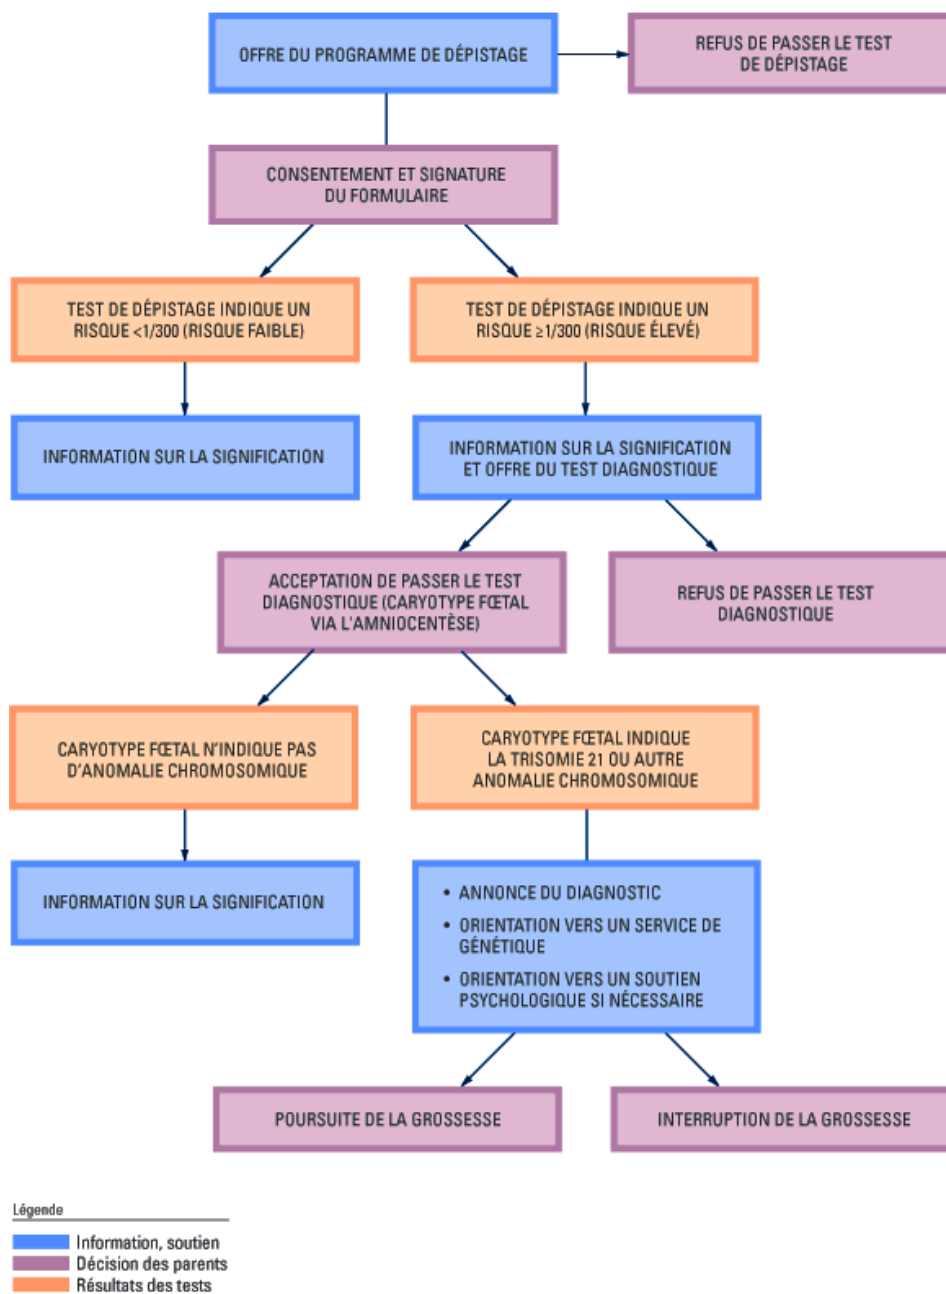 OFFRE DU PROGRAMME DE DÉPISTAGE
REFUS DE PASSER LE TEST
DE DÉPISTAGE
CONSENTEMENT ET SIGNATURE
DU FORMULAIRE
TEST DE DÉPISTAGE INDIQUE UN
RISQUE <1/300 (RISQUE FAIBLE)
TEST DE DÉPISTAGE INDIQUE UN
RISQUE ≥1/300 (RISQUE ÉLEVÉ)
INFORMATION SUR LA SIGNIFICATION
INFORMATION SUR LA SIGNIFICATION
ET OFFRE DU TEST DIAGNOSTIQUE
ACCEPTATION DE PASSER LE TEST
DIAGNOSTIQUE (CARYOTYPE FŒTAL
VIA L'AMNIOCENTÈSE)
REFUS DE PASSER LE TEST
DIAGNOSTIQUE
CARYOTYPE FŒTAL N'INDIQUE PAS
D'ANOMALIE CHROMOSOMIQUE
CARYOTYPE FŒTAL INDIQUE
LA TRISOMIE 21 OU AUTRE
ANOMALIE CHROMOSOMIQUE
INFORMATION SUR LA SIGNIFICATION
• ANNONCE DU DIAGNOSTIC
• ORIENTATION VERS UN SERVICE DE
GÉNÉTIQUE
• ORIENTATION VERS UN SOUTIEN
PSYCHOLOGIQUE SI NÉCESSAIRE
POURSUITE DE LA GROSSESSE
INTERRUPTION DE LA GROSSESSE
Légende
Information, soutien
Décision des parents
Résultats des tests